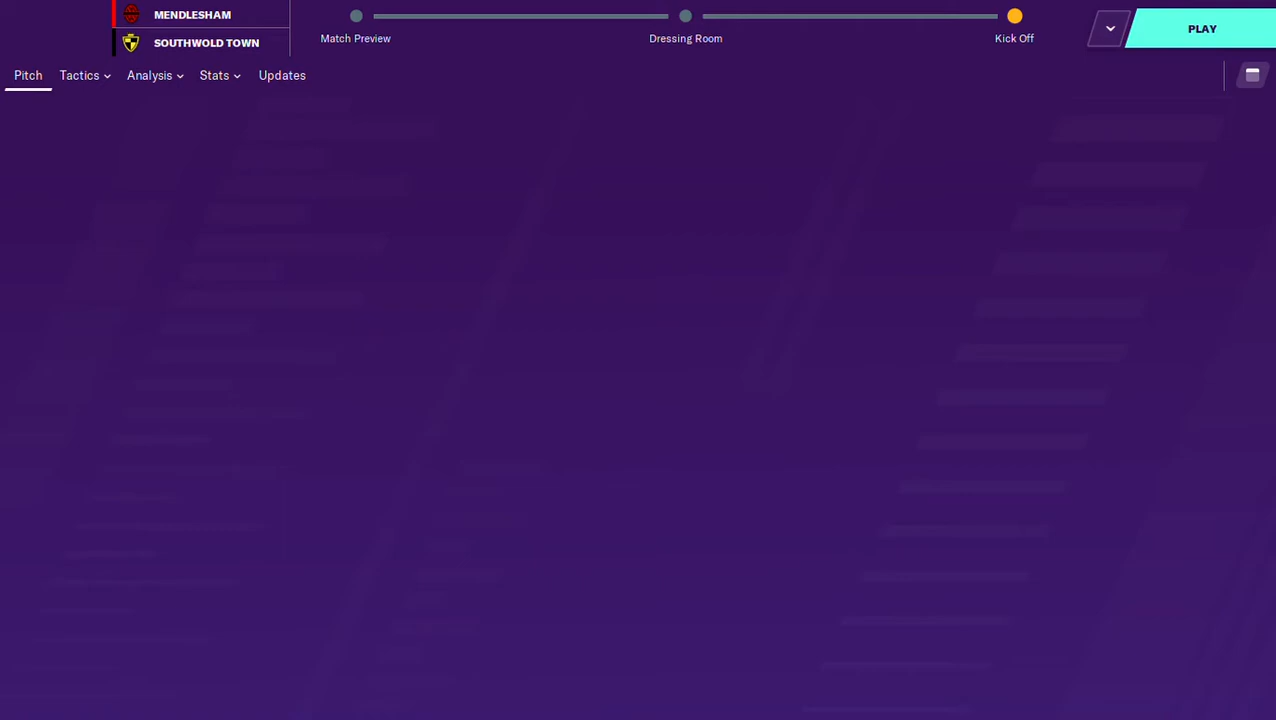 MENDLESHAM
SOUTHWOLD TOWN
Match Preview
Dressing Room
Kick Off
PLAY
Pitch
Tactics
Analysis
Stats
Updates